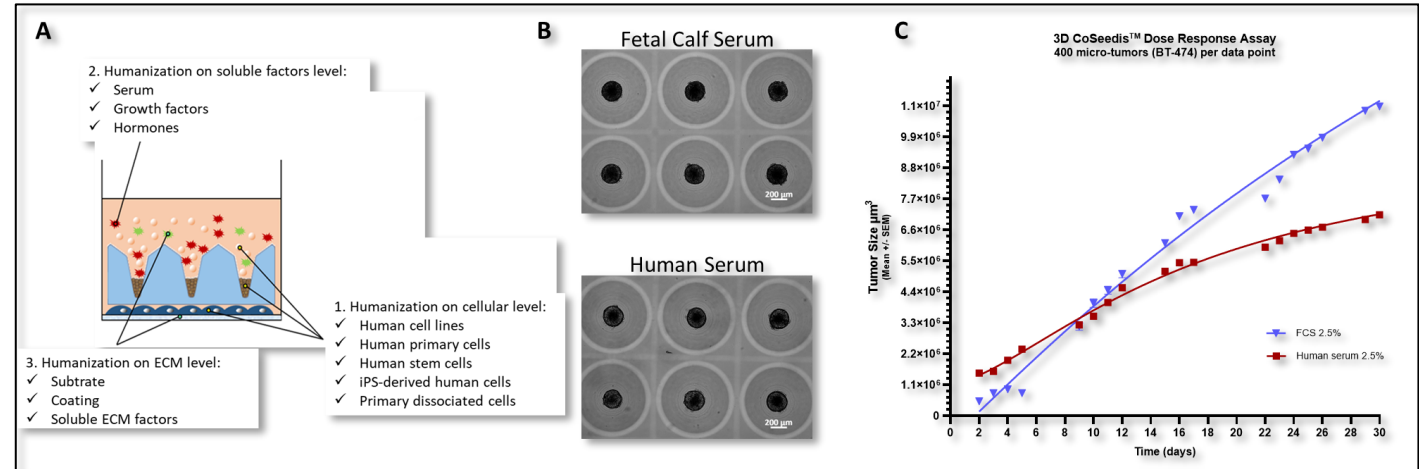 A
2. Humanization on soluble factors level:
✓ Serum
✓ Growth factors
✓ Hormones
1. Humanization on cellular level:
✓ Human cell lines
✓ Human primary cells
✓ Human stem cells
✓ iPS-derived human cells
✓ Primary dissociated cells
3. Humanization on ECM level:
✓ Subtrate
✓ Coating
✓ Soluble ECM factors
B
Fetal Calf Serum
200 µm
Human Serum
200 µm
C
3D CoSeedis™ Dose Response Assay
400 micro-tumors (BT-474) per data point
Tumor Size µm³
(Mean +/- SEM)
1.1×10⁷
9.9×10⁶
8.8×10⁶
7.7×10⁶
6.6×10⁶
5.5×10⁶
4.4×10⁶
3.3×10⁶
2.2×10⁶
1.1×10⁶
0
FCS 2.5%
Human serum 2.5%
0 2 4 6 8 10 12 14 16 18 20 22 24 26 28 30
Time (days)